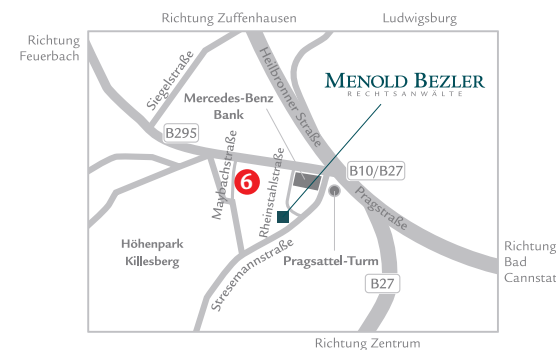 Richtung Zuffenhausen
Ludwigsburg
Richtung
Feuerbach
Siegelstraße
Heilbronner Straße
MENOLD BEZLER
RECHTSANWÄLTE
Mercedes-Benz
Bank
B295
Maybachstraße
6
Rheinstahlstraße
B10/B27
Pragstraße
Höhenpark
Killesberg
Stresemannstraße
Pragsattel-Turm
B27
Richtung
Bad
Cannstat
Richtung Zentrum